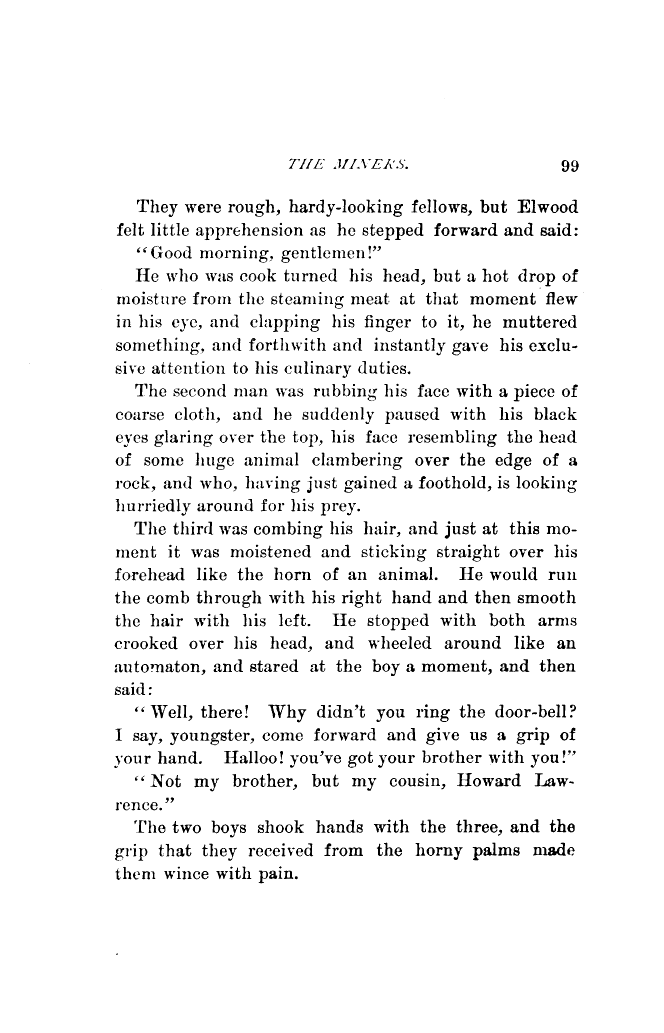 THE MINERS. 99
They were rough, hardy-looking fellows, but Elwood
felt little apprehension as he stepped forward and said:
“Good morning, gentlemen!”
He who was cook turned his head, but a hot drop of
moisture from the steaming meat at that moment flew
in his eye, and clapping his finger to it, he muttered
something, and forthwith and instantly gave his exclu-
sive attention to his culinary duties.
The second man was rubbing his face with a piece of
coarse cloth, and he suddenly paused with his black
eyes glaring over the top, his face resembling the head
of some huge animal clambering over the edge of a
rock, and who, having just gained a foothold, is looking
hurriedly around for his prey.
The third was combing his hair, and just at this mo-
ment it was moistened and sticking straight over his
forehead like the horn of an animal. He would run
the comb through with his right hand and then smooth
the hair with his left. He stopped with both arms
crooked over his head, and wheeled around like an
automaton, and stared at the boy a moment, and then
said:
“Well, there! Why didn’t you ring the door-bell?
I say, youngster, come forward and give us a grip of
your hand. Halloo! you’ve got your brother with you!”
“Not my brother, but my cousin, Howard Law-
rence.”
The two boys shook hands with the three, and the
grip that they received from the horny palms made
them wince with pain.